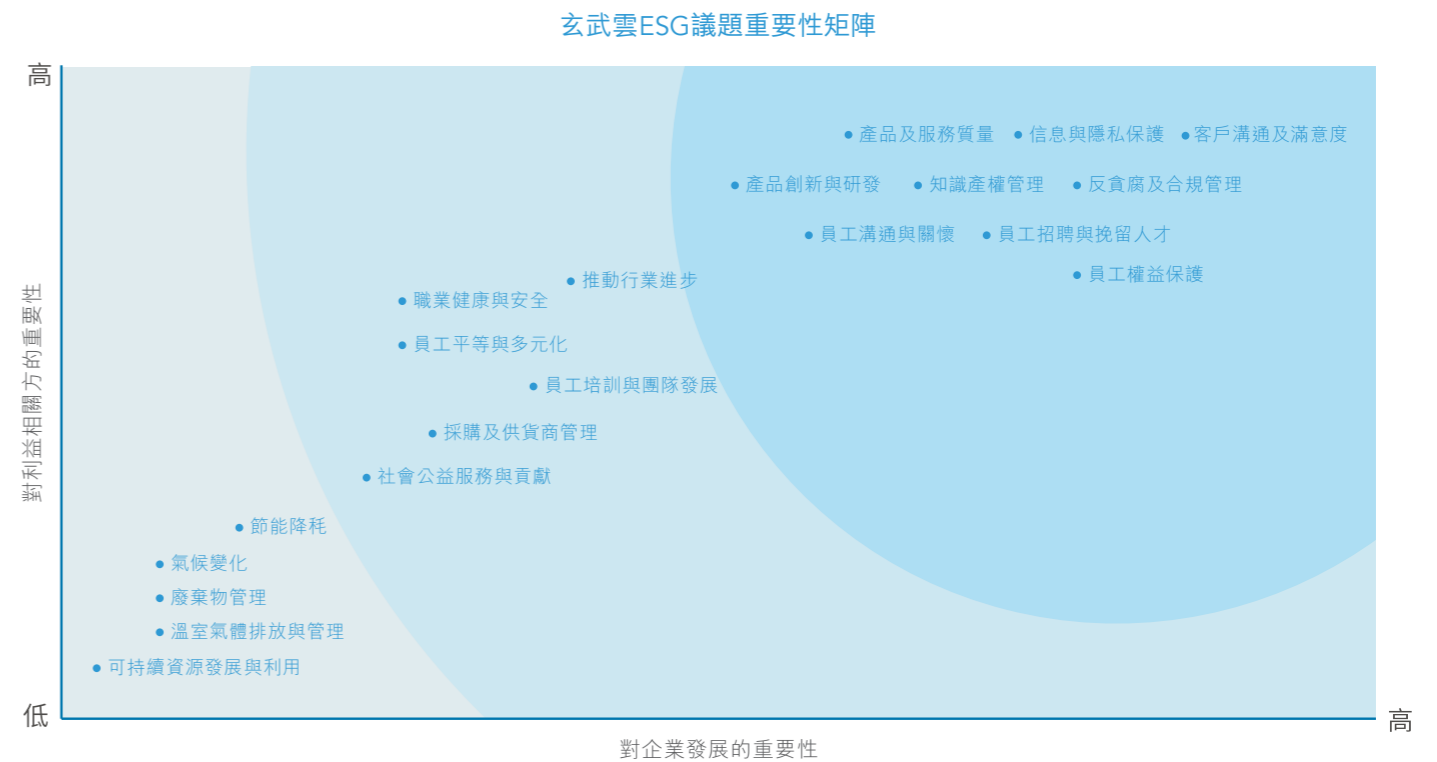 玄武雲ESG議題重要性矩陣
高
● 產品及服務質量 ● 信息與隱私保護 ● 客戶溝通及滿意度
● 產品創新與研發 ● 知識產權管理 ● 反貪腐及合規管理
● 員工溝通與關懷 ● 員工招聘與挽留人才
● 員工權益保護
● 推動行業進步
● 職業健康與安全
● 員工平等與多元化
● 員工培訓與團隊發展
● 採購及供貨商管理
● 社會公益服務與貢獻
● 節能降耗
● 氣候變化
● 廢棄物管理
● 溫室氣體排放與管理
● 可持續資源發展與利用
對利益相關方的重要性
低
高
對企業發展的重要性